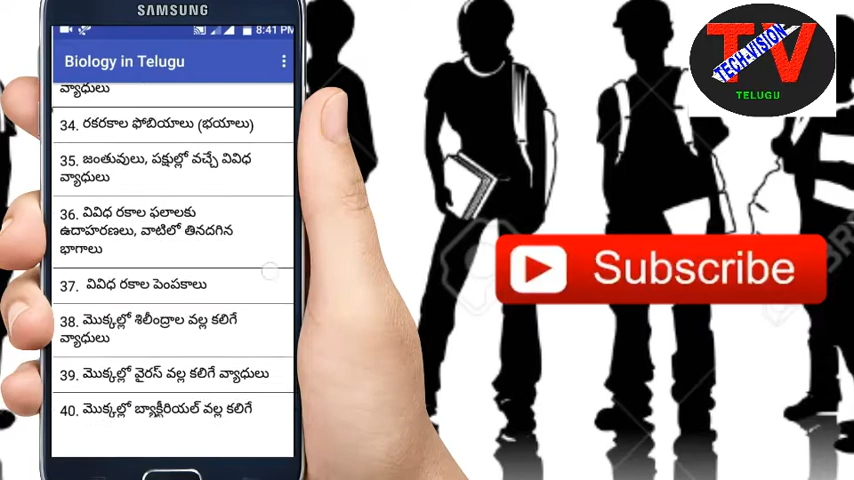 SAMSUNG
8:41 PM
Biology in Telugu
వ్యాధులు
34. రకరకాల ఫోబియాలు (భయాలు)
35. జంతువులు, పక్షుల్లో వచ్చే వివిధ
వ్యాధులు
36. వివిధ రకాల ఫలాలకు
ఉదాహరణలు, వాటిలో తినదగిన
భాగాలు
37. వివిధ రకాల పెంపకాలు
38. మొక్కల్లో శిలీంద్రాల వల్ల కలిగే
వ్యాధులు
39. మొక్కల్లో వైరస్ వల్ల కలిగే వ్యాధులు
40. మొక్కల్లో బ్యాక్టీరియల్ వల్ల కలిగే
TV
TECH-VISION
TELUGU
Subscribe